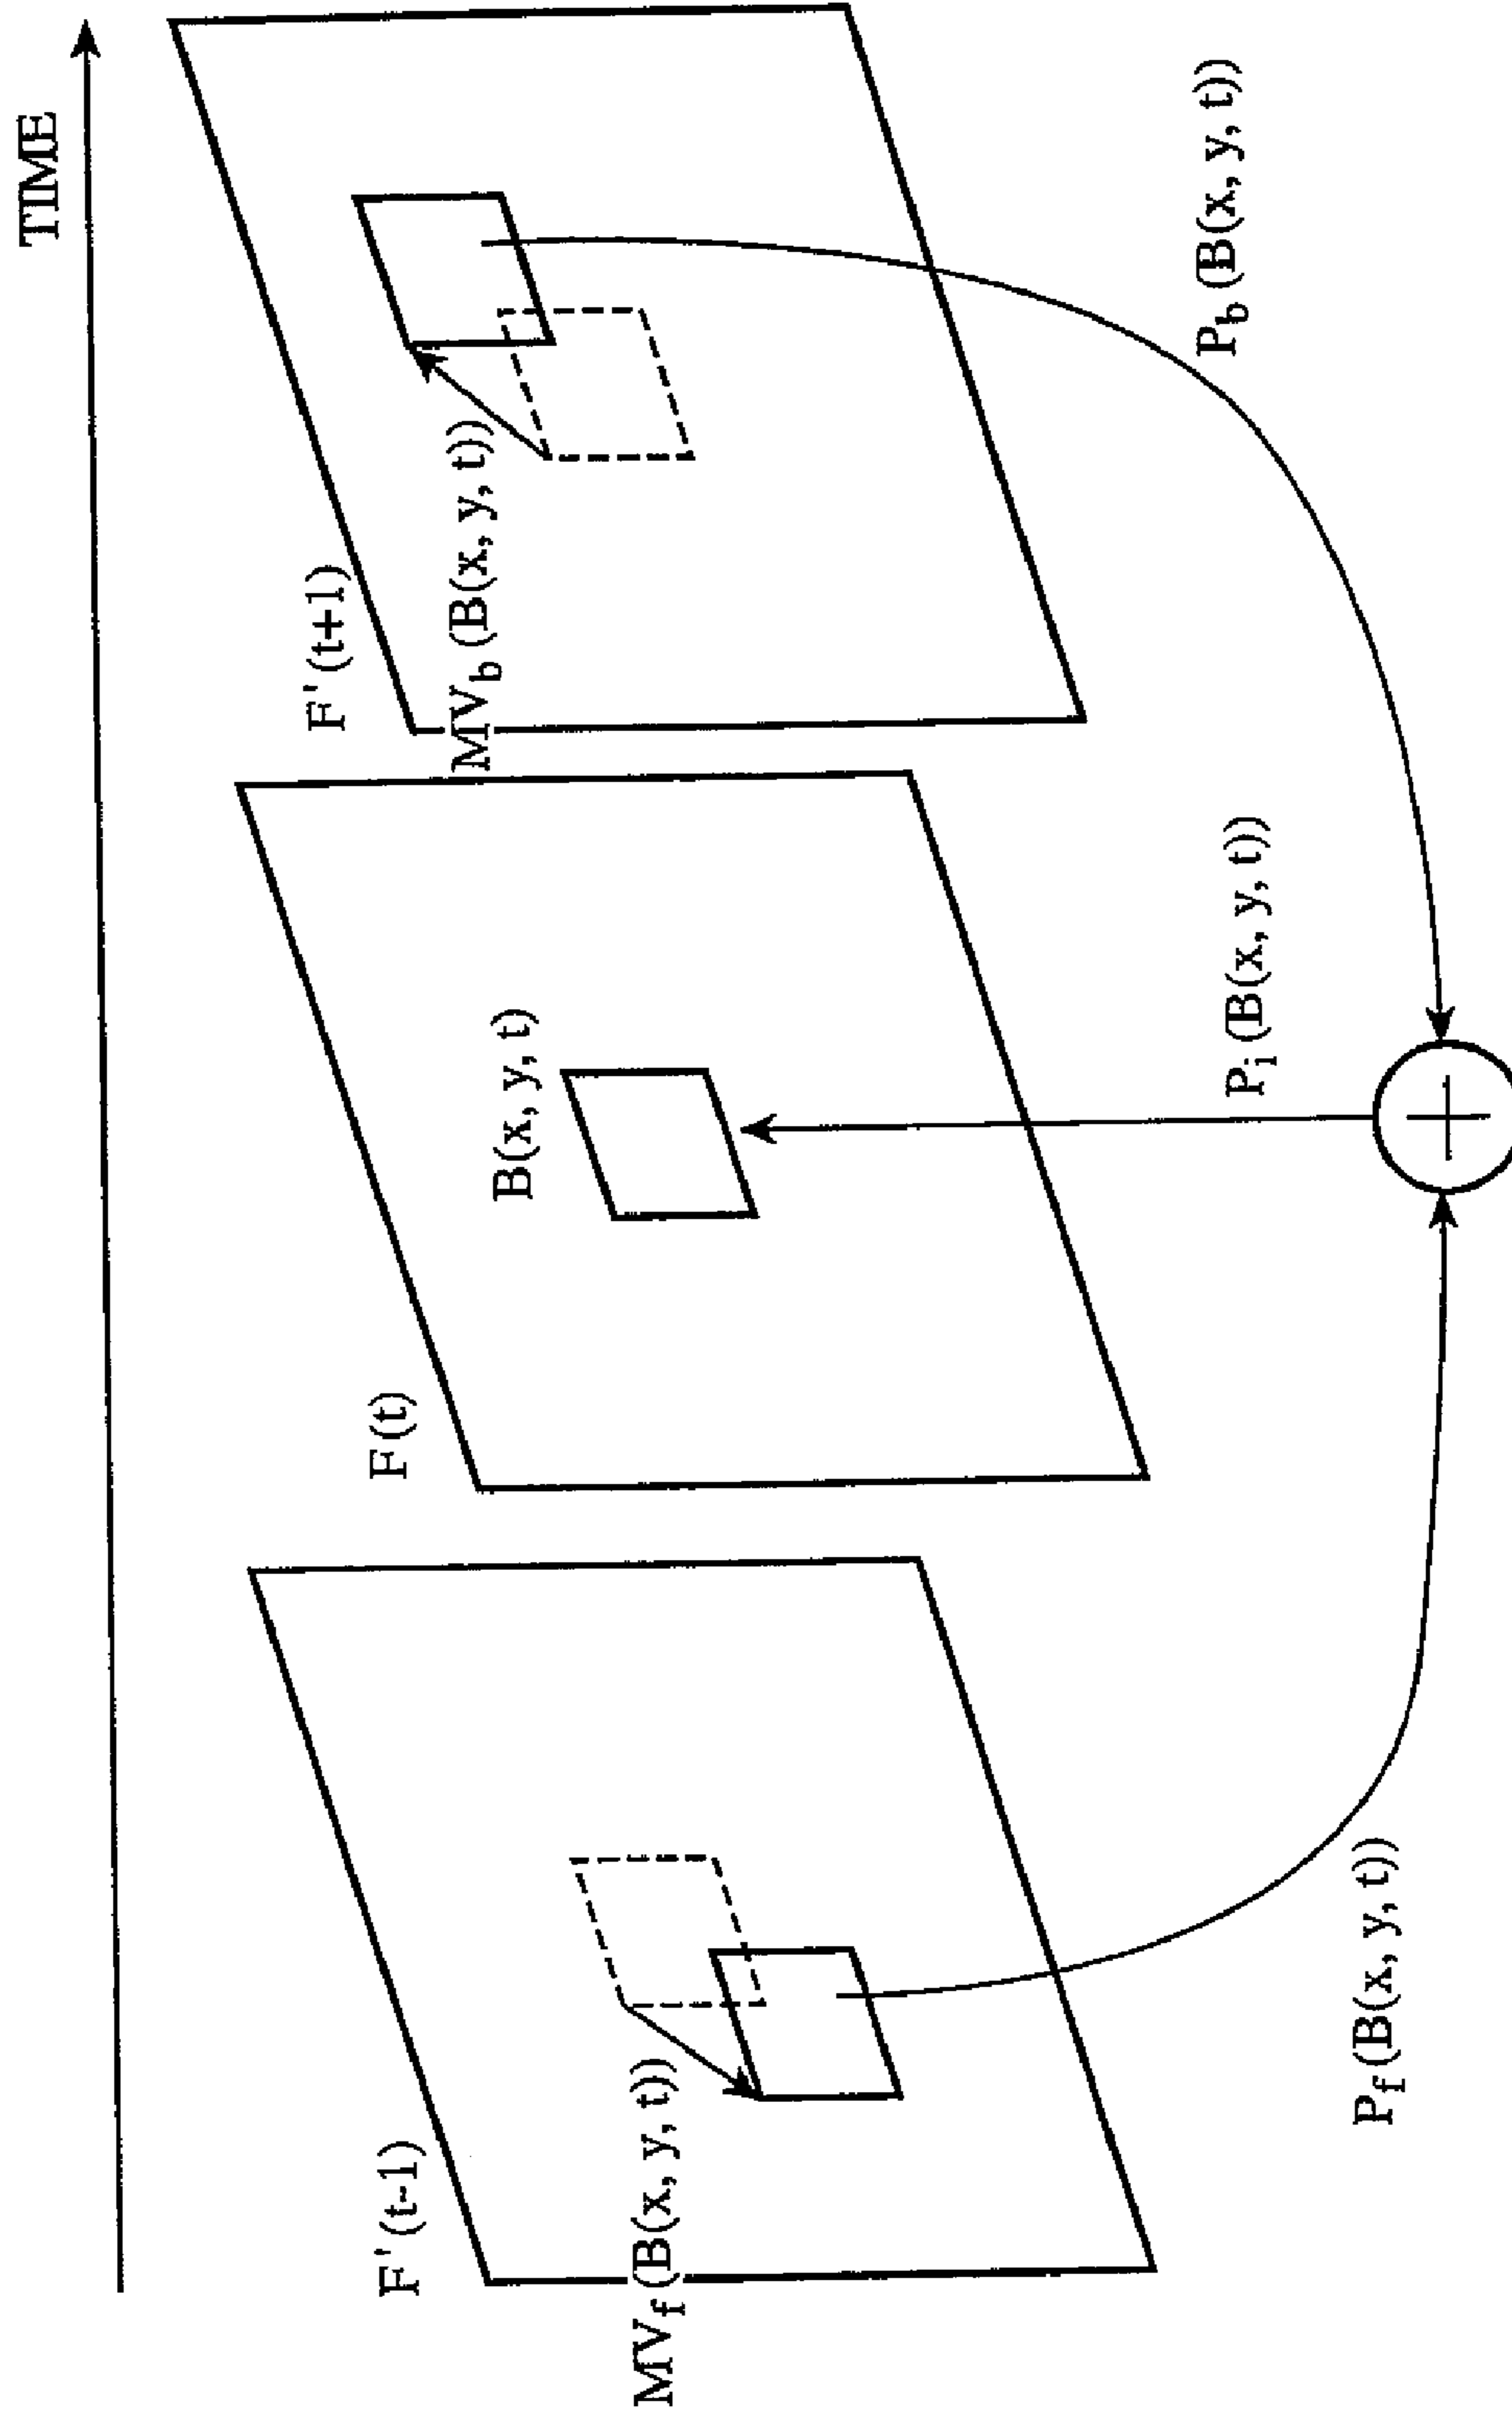 TIME
F'(t-1)
F(t)
F'(t+1)
MV_f (B(x, y, t))
B(x, y, t)
MV_b (B(x, y, t))
P_f (B(x, y, t))
P_i (B(x, y, t))
P_b (B(x, y, t))